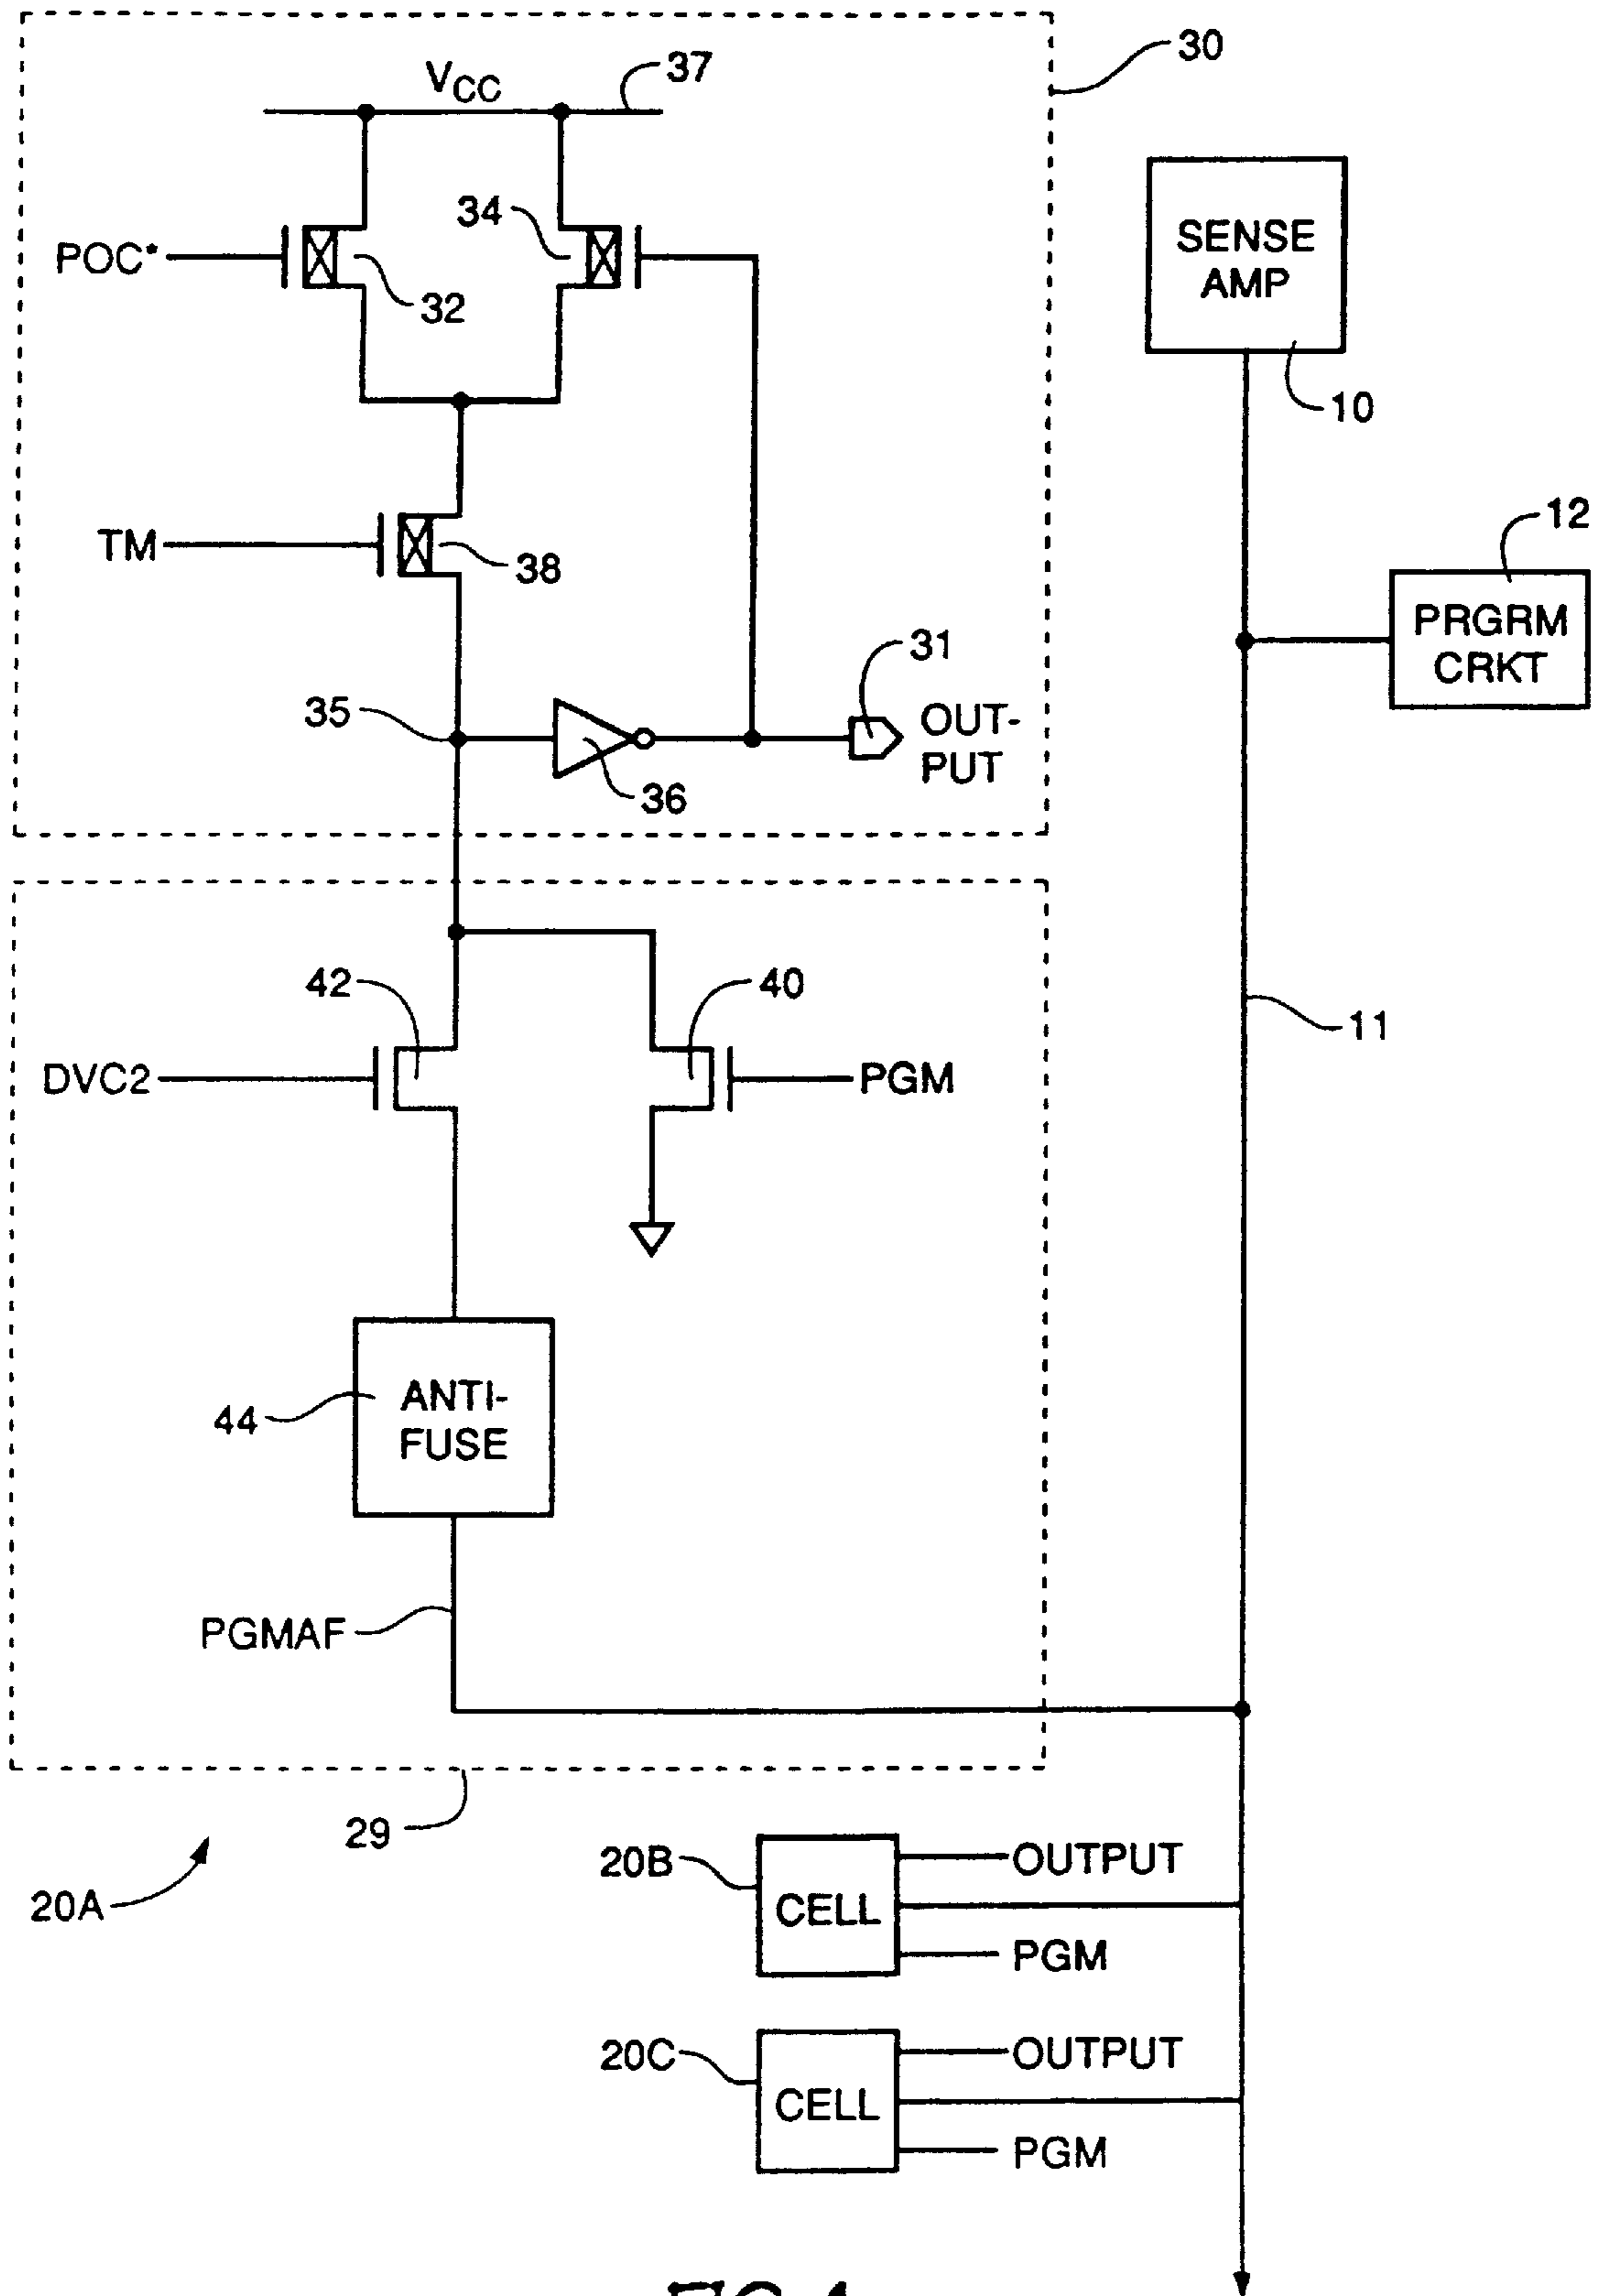 30
VCC
37
34
SENSE
AMP
POC*
32
10
12
TM
38
PRGRM
CRKT
31
35
OUT-
PUT
36
42
40
11
DVC2
PGM
44
ANTI-
FUSE
PGMAF
29
20B
OUTPUT
CELL
20A
PGM
20C
OUTPUT
CELL
PGM